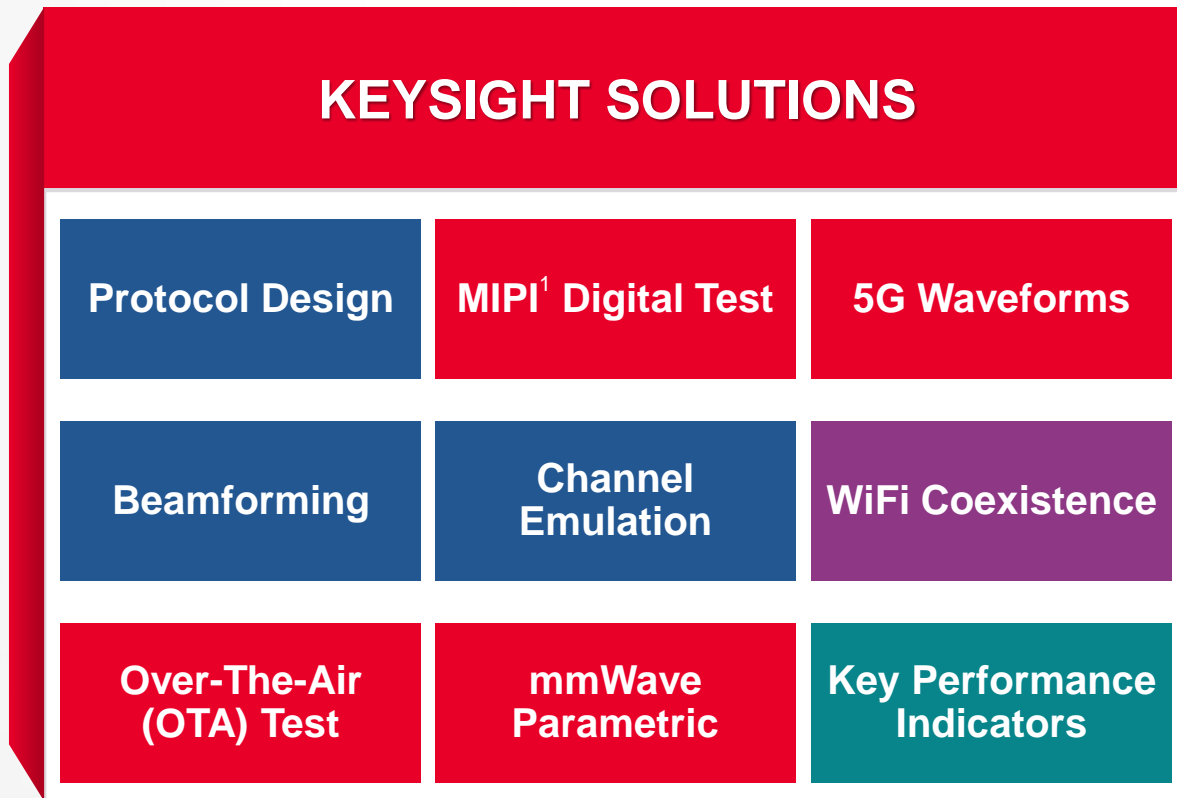 KEYSIGHT SOLUTIONS
Protocol Design
MIPI¹ Digital Test
5G Waveforms
Beamforming
Channel
Emulation
WiFi Coexistence
Over-The-Air
(OTA) Test
mmWave
Parametric
Key Performance
Indicators